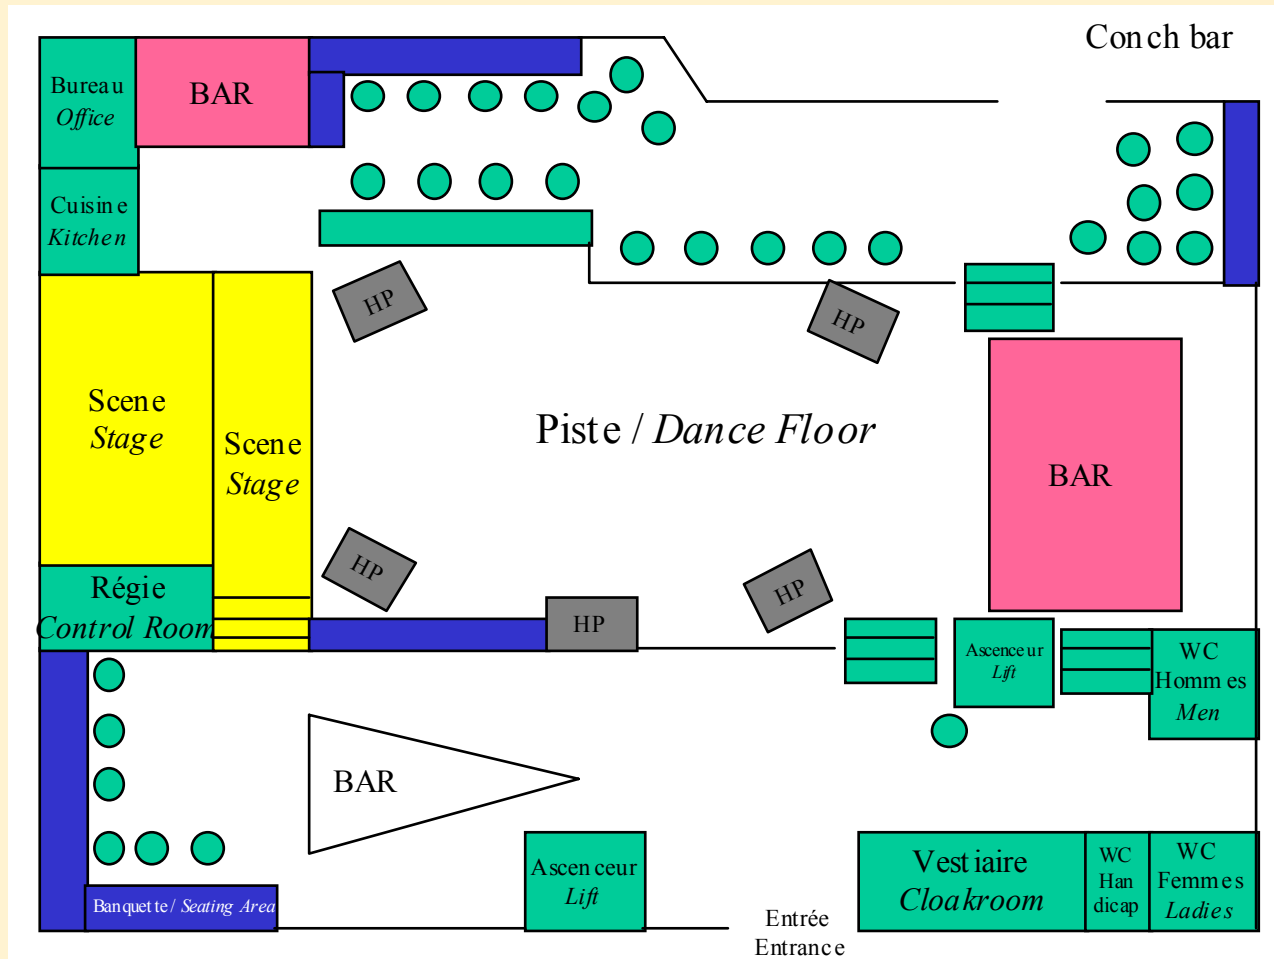 Conch bar
Bureau
Office
BAR
Cuisine
Kitchen
HP
HP
Scene
Stage
Scene
Stage
Piste / Dance Floor
BAR
HP
HP
Régie
Control Room
HP
Ascenceur
Lift
WC
Hommes
Men
BAR
Ascenceur
Lift
Vestiaire
Cloakroom
WC
Han
dicap
WC
Femmes
Ladies
Banquette/ Seating Area
Entrée
Entrance